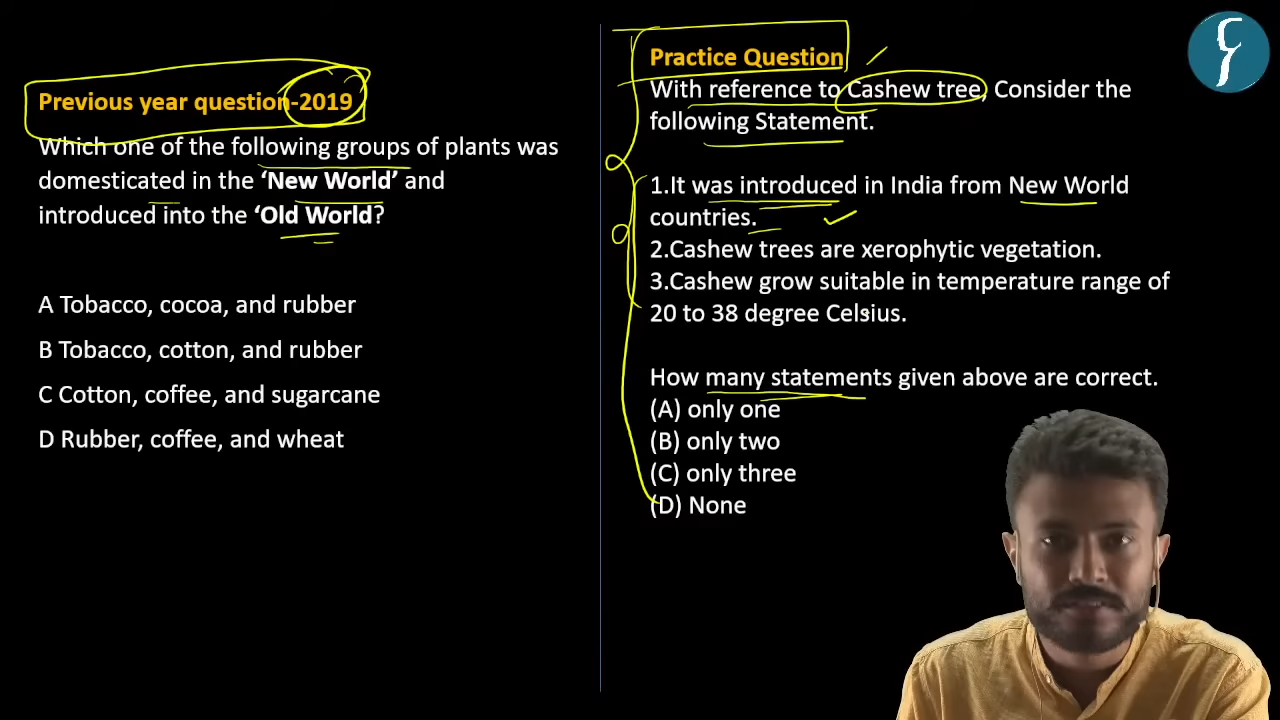 Previous year question-2019
Which one of the following groups of plants was
domesticated in the ‘New World’ and
introduced into the ‘Old World?
A Tobacco, cocoa, and rubber
B Tobacco, cotton, and rubber
C Cotton, coffee, and sugarcane
D Rubber, coffee, and wheat
Practice Question
With reference to Cashew tree, Consider the
following Statement.
1.It was introduced in India from New World
countries.
2.Cashew trees are xerophytic vegetation.
3.Cashew grow suitable in temperature range of
20 to 38 degree Celsius.
How many statements given above are correct.
(A) only one
(B) only two
(C) only three
(D) None